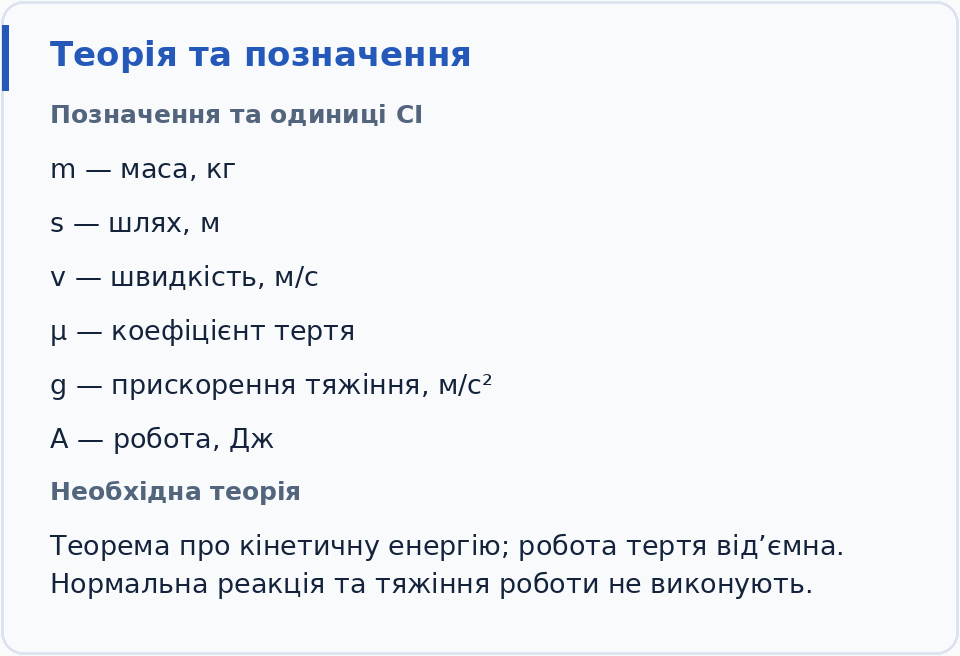 Теорія та позначення
Позначення та одиниці СІ
m — маса, кг
s — шлях, м
v — швидкість, м/с
μ — коефіцієнт тертя
g — прискорення тяжіння, м/с²
A — робота, Дж
Необхідна теорія
Теорема про кінетичну енергію; робота тертя від’ємна.
Нормальна реакція та тяжіння роботи не виконують.